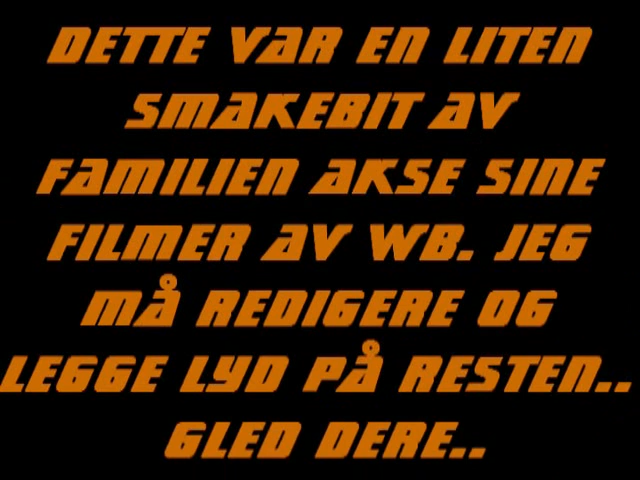 DETTE VAR EN LITEN
SMAKEBIT AV
FAMILIEN AKSE SINE
FILMER AV WB. JEG
MÅ REDIGERE OG
LEGGE LYD PÅ RESTEN..
GLED DERE..